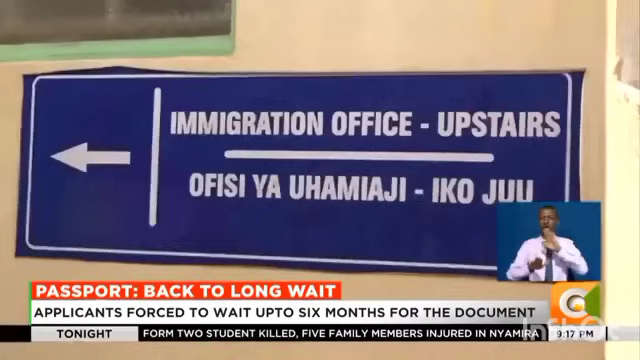 IMMIGRATION OFFICE - UPSTAIRS
OFISI YA UHAMIAJI - IKO JUU
PASSPORT: BACK TO LONG WAIT
APPLICANTS FORCED TO WAIT UPTO SIX MONTHS FOR THE DOCUMENT
TONIGHT
FORM TWO STUDENT KILLED, FIVE FAMILY MEMBERS INJURED IN NYAMIRA
9:17 PM